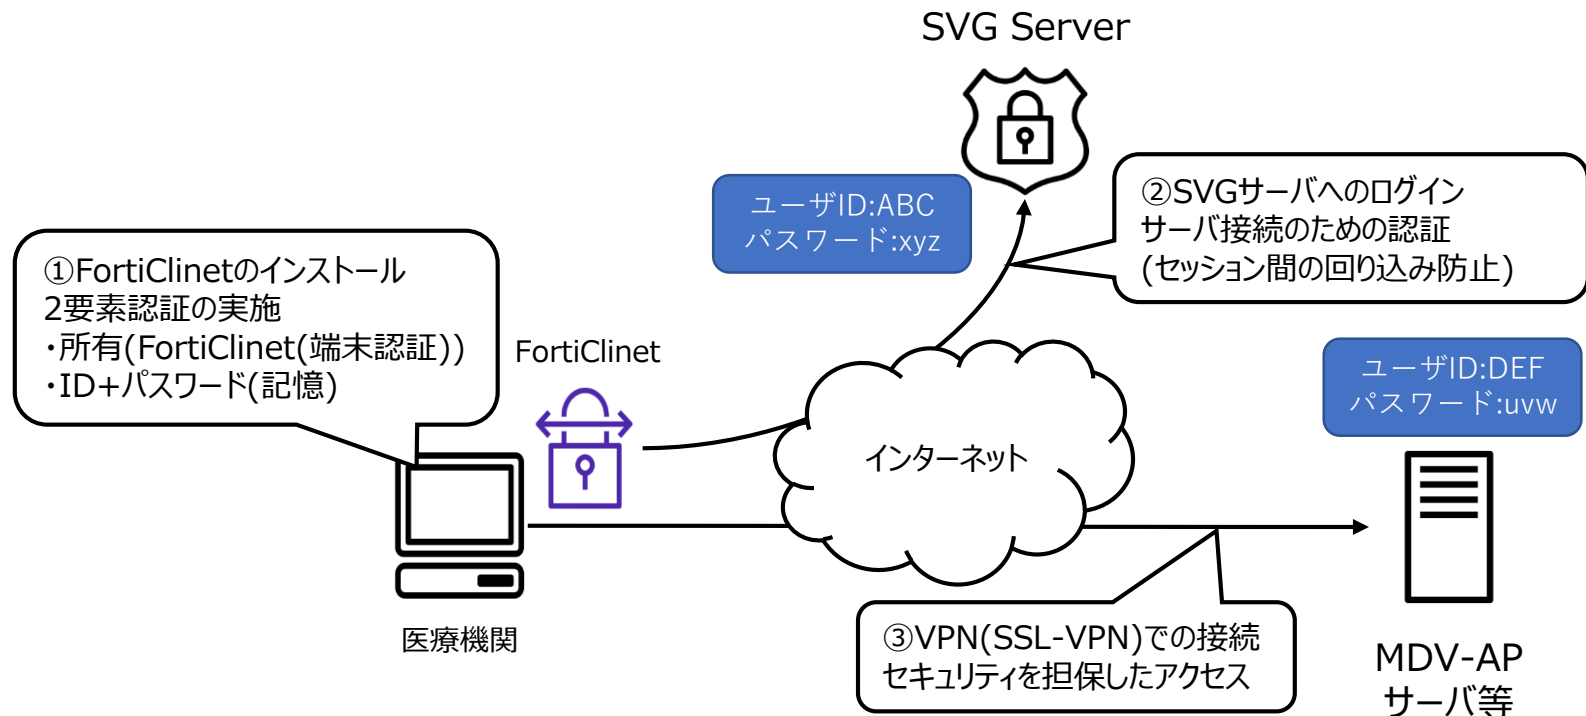 SVG Server
ユーザID:ABC
パスワード:xyz
②SVGサーバへのログイン
サーバ接続のための認証
(セッション間の回り込み防止)
①FortiClinetのインストール
2要素認証の実施
・所有(FortiClinet(端末認証))
・ID+パスワード(記憶)
FortiClinet
ユーザID:DEF
パスワード:uvw
インターネット
医療機関
③VPN(SSL-VPN)での接続
セキュリティを担保したアクセス
MDV-AP
サーバ等